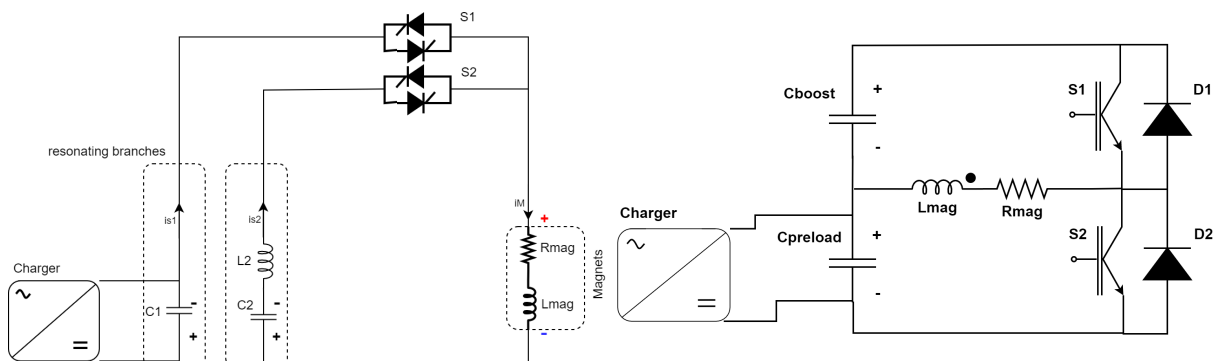 S1
S2
resonating branches
is1
is2
iM
+
L2
Rmag
Lmag
Magnets
Charger
C1
-
+
C2
-
+
-
Cboost
+
-
S1
D1
Lmag
Rmag
Charger
Cpreload
+
-
S2
D2